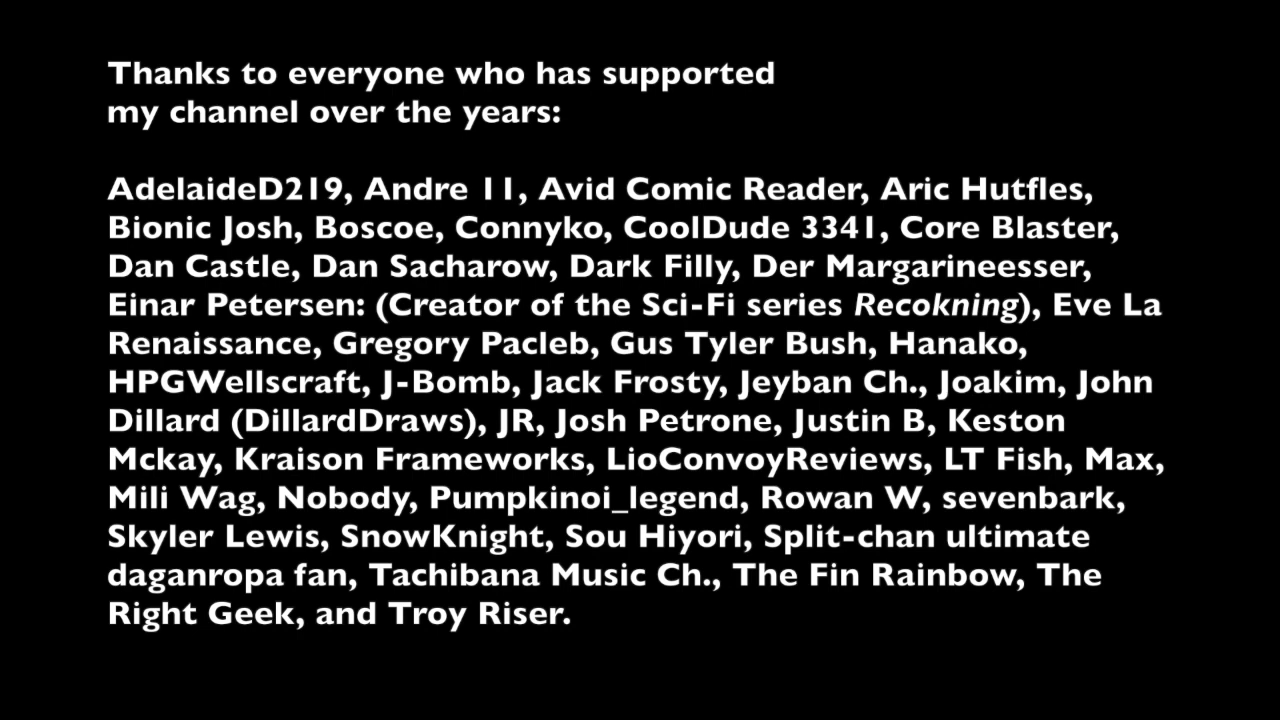 Thanks to everyone who has supported
my channel over the years:
AdelaideD219, Andre 11, Avid Comic Reader, Aric Hutfles,
Bionic Josh, Boscoe, Connyko, CoolDude 3341, Core Blaster,
Dan Castle, Dan Sacharow, Dark Filly, Der Margarineesser,
Einar Petersen: (Creator of the Sci-Fi series Recokning), Eve La
Renaissance, Gregory Pacleb, Gus Tyler Bush, Hanako,
HPGWellscraft, J-Bomb, Jack Frosty, Jeyban Ch., Joakim, John
Dillard (DillardDraws), JR, Josh Petrone, Justin B, Keston
Mckay, Kraison Frameworks, LioConvoyReviews, LT Fish, Max,
Mili Wag, Nobody, Pumpkinoi_legend, Rowan W, sevenbark,
Skyler Lewis, SnowKnight, Sou Hiyori, Split-chan ultimate
daganropa fan, Tachibana Music Ch., The Fin Rainbow, The
Right Geek, and Troy Riser.